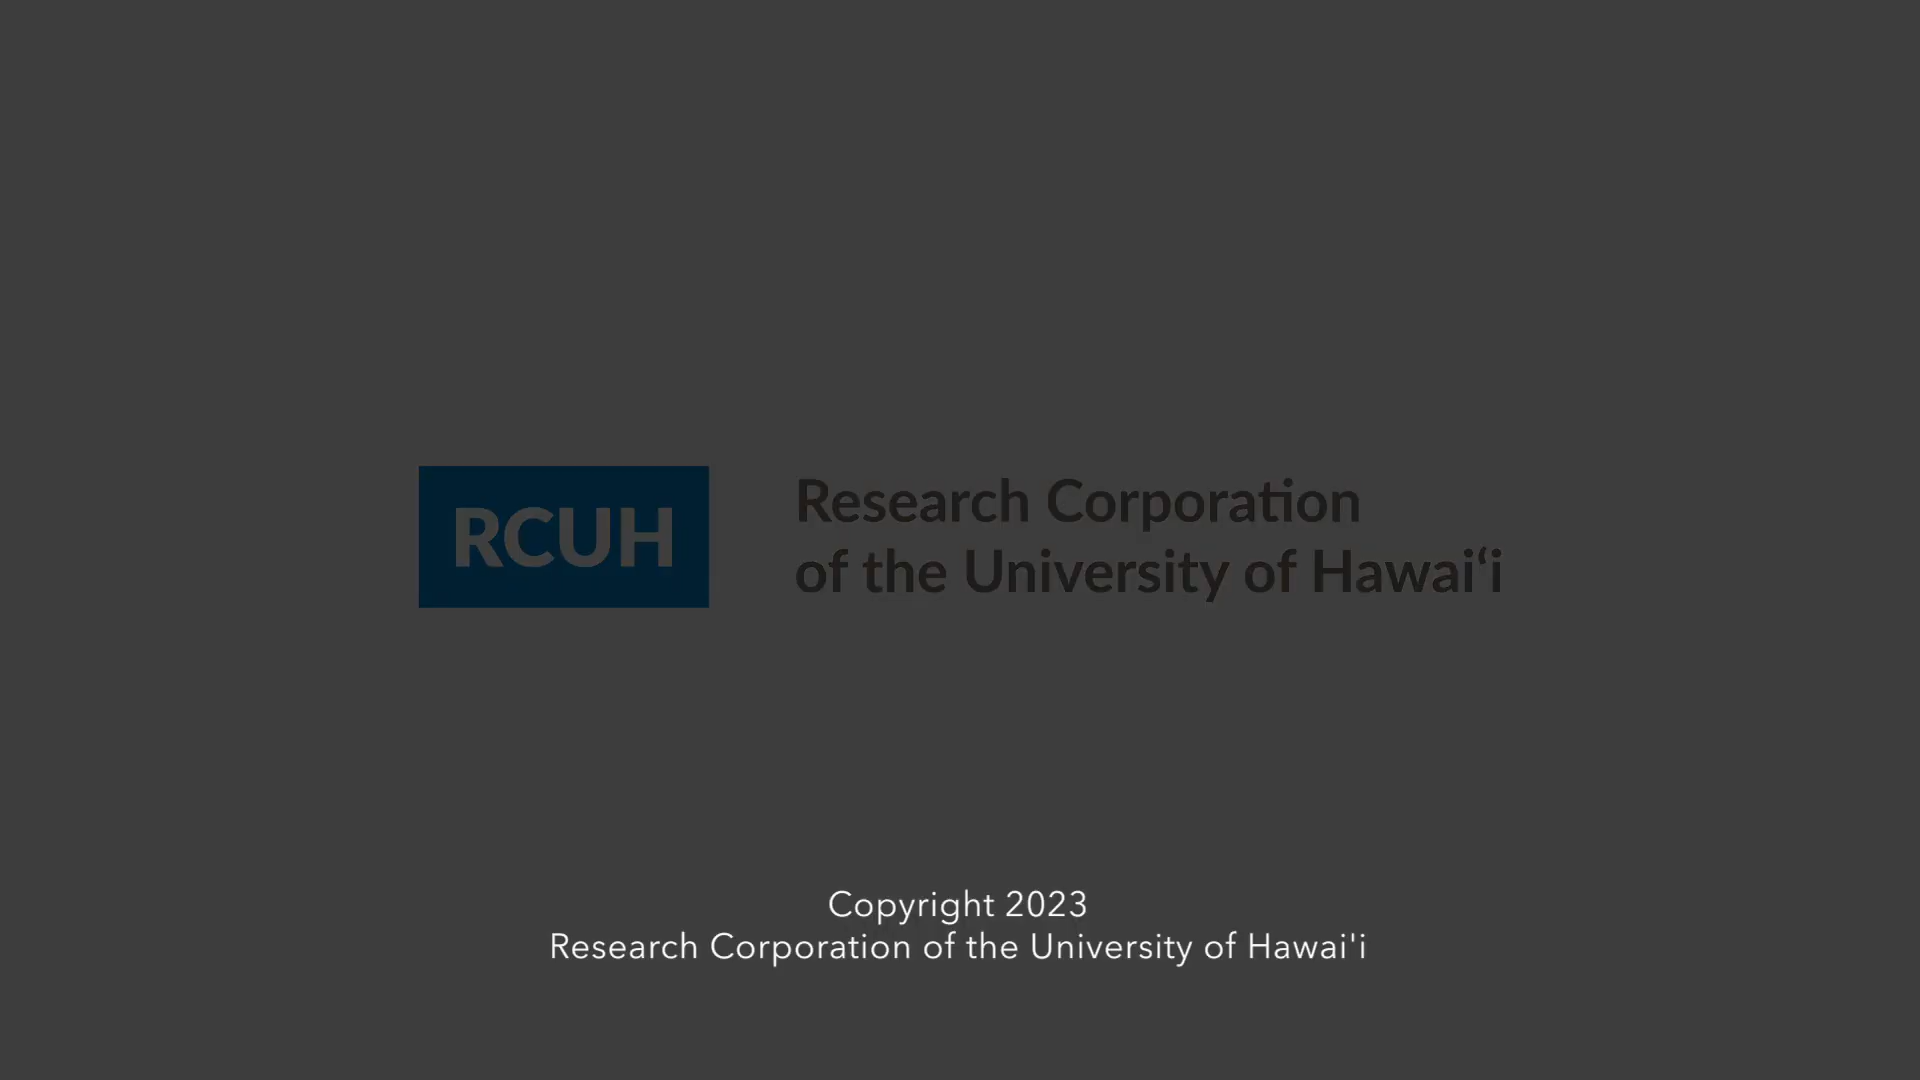 RCUH
Research Corporation
of the University of Hawaiʻi
Copyright 2023
Research Corporation of the University of Hawai'i